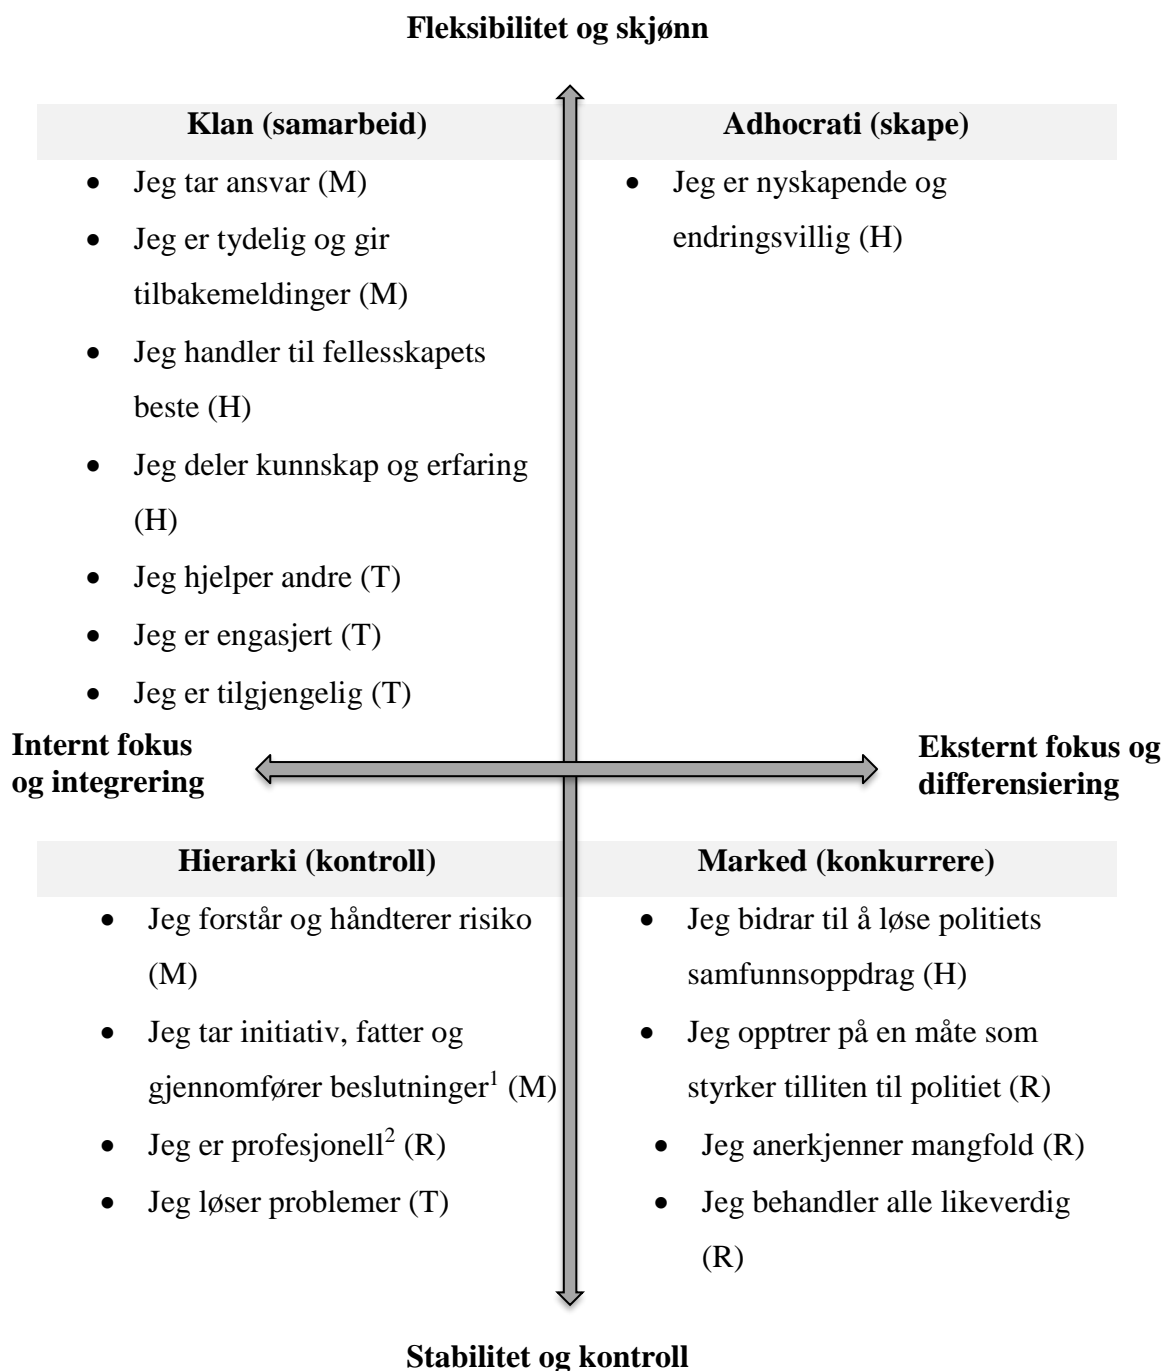 Fleksibilitet og skjønn
Klan (samarbeid)
• Jeg tar ansvar (M)
• Jeg er tydelig og gir
tilbakemeldinger (M)
• Jeg handler til fellesskapets
beste (H)
• Jeg deler kunnskap og erfaring
(H)
• Jeg hjelper andre (T)
• Jeg er engasjert (T)
• Jeg er tilgjengelig (T)
Adhocrati (skape)
• Jeg er nyskapende og
endringsvillig (H)
Internt fokus
og integrering
Eksternt fokus og
differensiering
Hierarki (kontroll)
• Jeg forstår og håndterer risiko
(M)
• Jeg tar initiativ, fatter og
gjennomfører beslutninger¹ (M)
• Jeg er profesjonell² (R)
• Jeg løser problemer (T)
Marked (konkurrere)
• Jeg bidrar til å løse politiets
samfunnsoppdrag (H)
• Jeg opptrer på en måte som
styrker tilliten til politiet (R)
• Jeg anerkjenner mangfold (R)
• Jeg behandler alle likeverdig
(R)
Stabilitet og kontroll